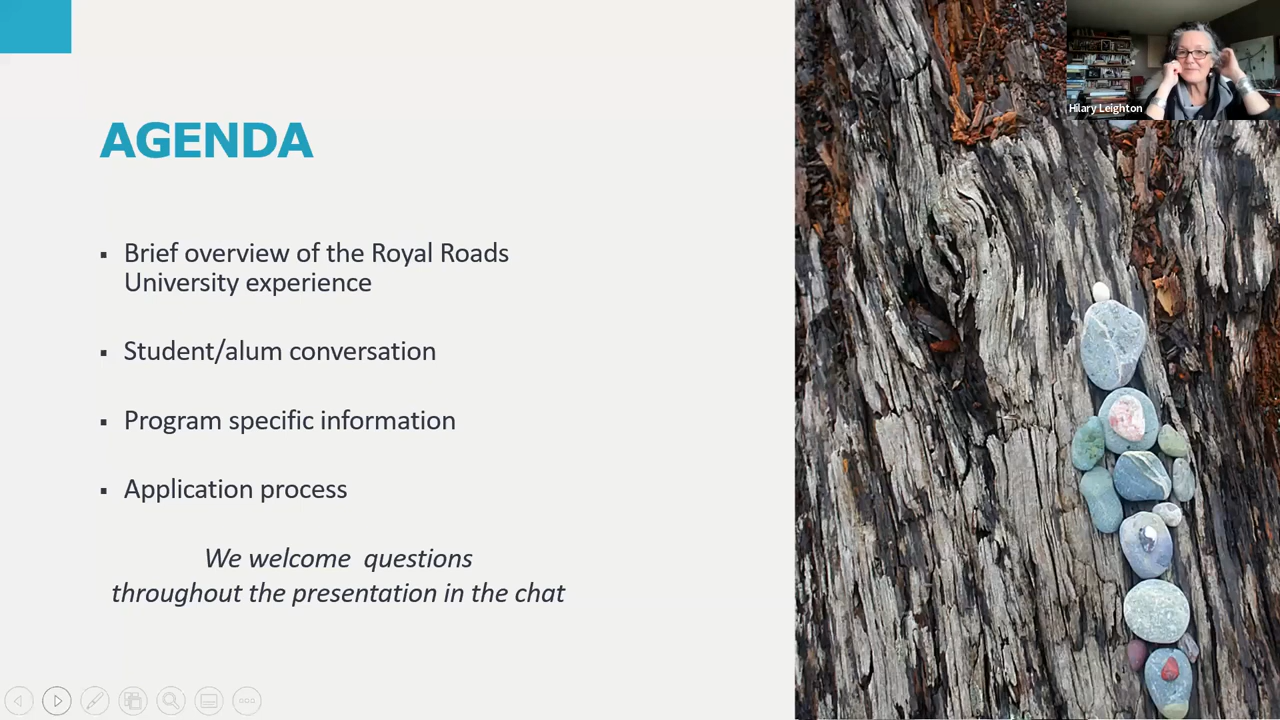 Hilary Leighton
AGENDA
Brief overview of the Royal Roads
University experience
Student/alum conversation
Program specific information
Application process
We welcome  questions
throughout the presentation in the chat